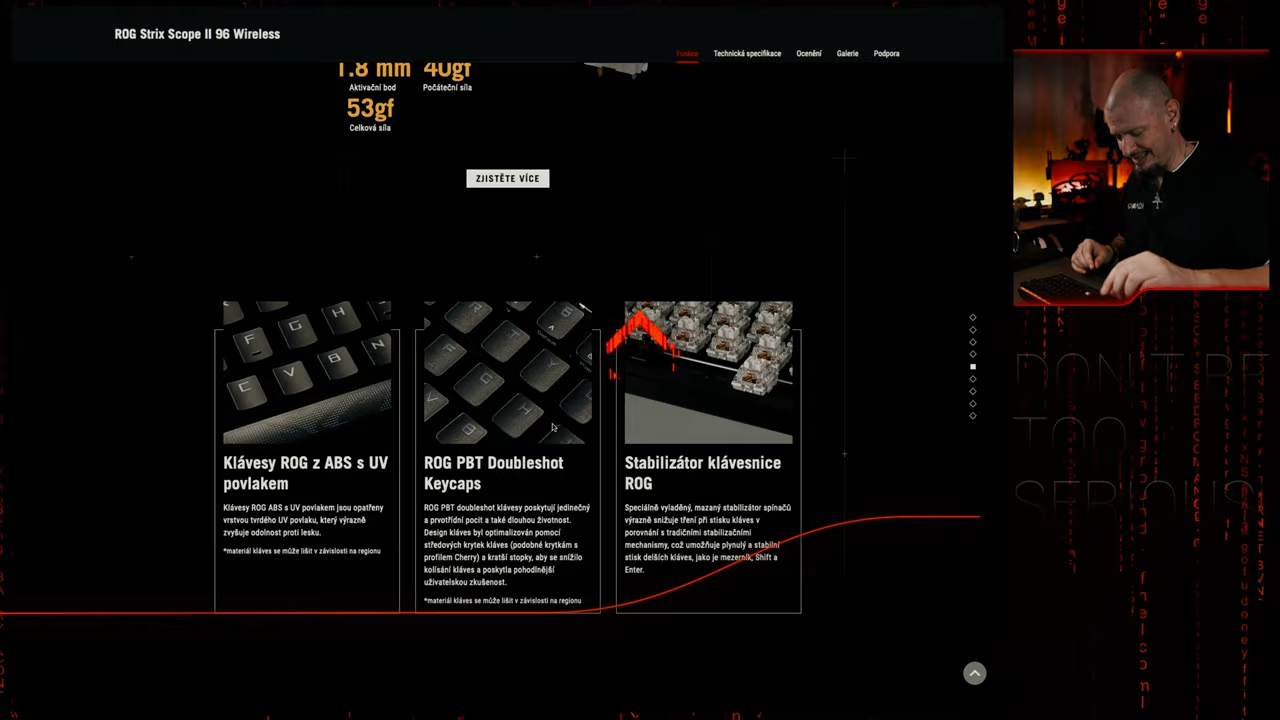 ROG Strix Scope II 96 Wireless
Funkce
Technická specifikace
Ocenění
Galerie
Podpora
1.8 mm
Aktivační bod
40gf
Počáteční síla
53gf
Celková síla
ZJISTĚTE VÍCE
Klávesy ROG z ABS s UV
povlakem
Klávesy ROG ABS s UV povlakem jsou opatřeny
vrstvou tvrdého UV povlaku, který výrazně
zvyšuje odolnost proti lesku.
*materiál kláves se může lišit v závislosti na regionu
ROG PBT Doubleshot
Keycaps
ROG PBT doubleshot klávesy poskytují jedinečný
a prvotřídní pocit a také dlouhou životnost.
Design kláves byl optimalizován pomocí
středových krytek kláves (podobné krytkám s
profilem Cherry) a kratší stopky, aby se snížilo
kolísání kláves a poskytla pohodlnější
uživatelskou zkušenost.
*materiál kláves se může lišit v závislosti na regionu
Stabilizátor klávesnice
ROG
Speciálně vyladěný, mazaný stabilizátor spínačů
výrazně snižuje tření při stisku kláves v
porovnání s tradičními stabilizačními
mechanismy, což umožňuje plynulý a stabilní
stisk delších kláves, jako je mezerník, Shift a
Enter.
DON'T BE
TOO
SERIOUS